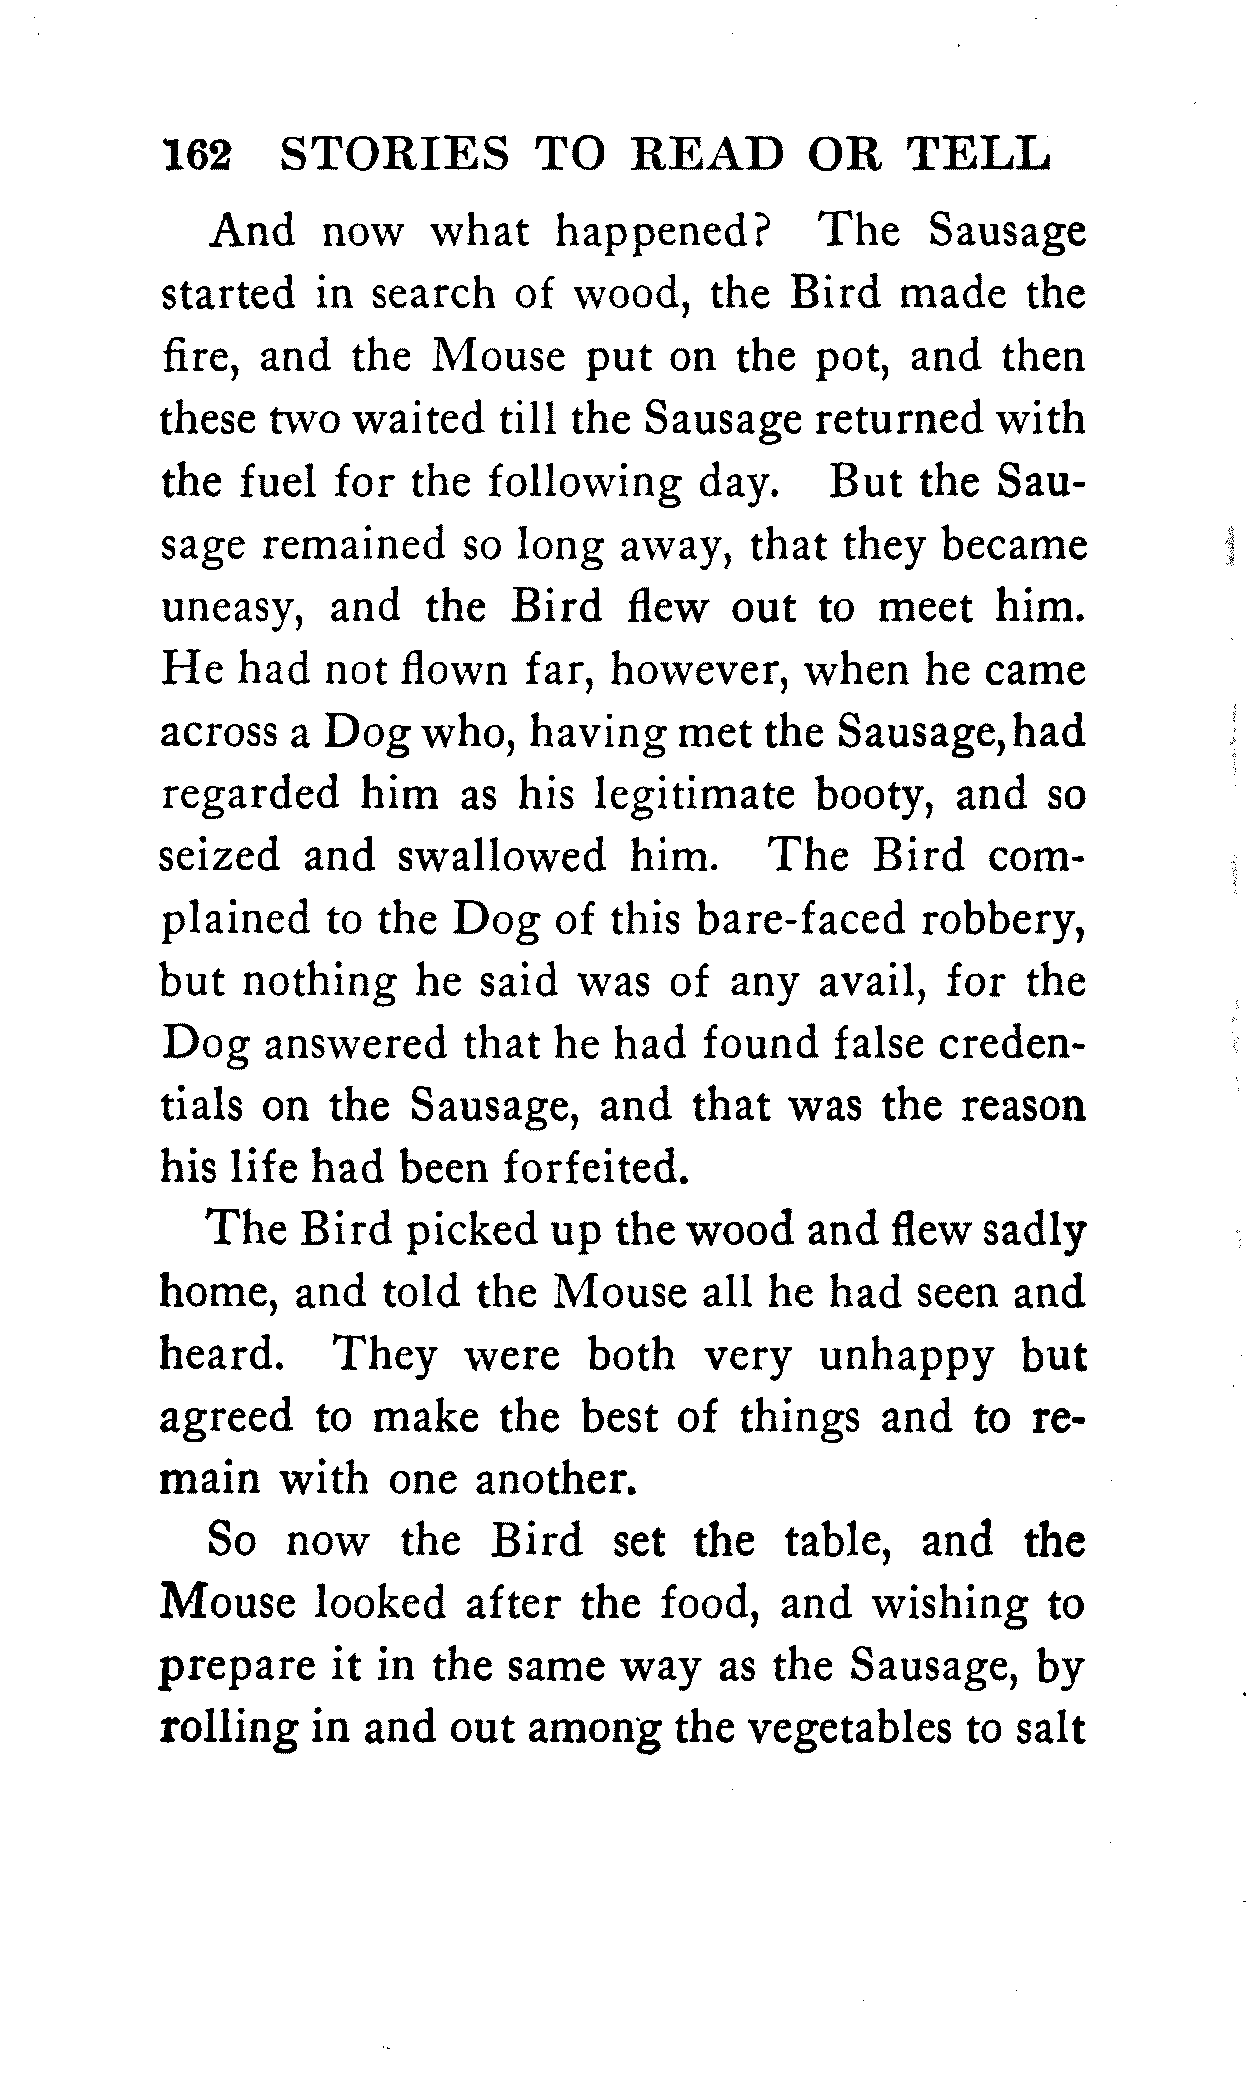 162 STORIES TO READ OR TELL
And now what happened? The Sausage
started in search of wood, the Bird made the
fire, and the Mouse put on the pot, and then
these two waited till the Sausage returned with
the fuel for the following day. But the Sau-
sage remained so long away, that they became
uneasy, and the Bird flew out to meet him.
He had not flown far, however, when he came
across a Dog who, having met the Sausage, had
regarded him as his legitimate booty, and so
seized and swallowed him. The Bird com-
plained to the Dog of this bare-faced robbery,
but nothing he said was of any avail, for the
Dog answered that he had found false creden-
tials on the Sausage, and that was the reason
his life had been forfeited.
The Bird picked up the wood and flew sadly
home, and told the Mouse all he had seen and
heard. They were both very unhappy but
agreed to make the best of things and to re-
main with one another.
So now the Bird set the table, and the
Mouse looked after the food, and wishing to
prepare it in the same way as the Sausage, by
rolling in and out among the vegetables to salt